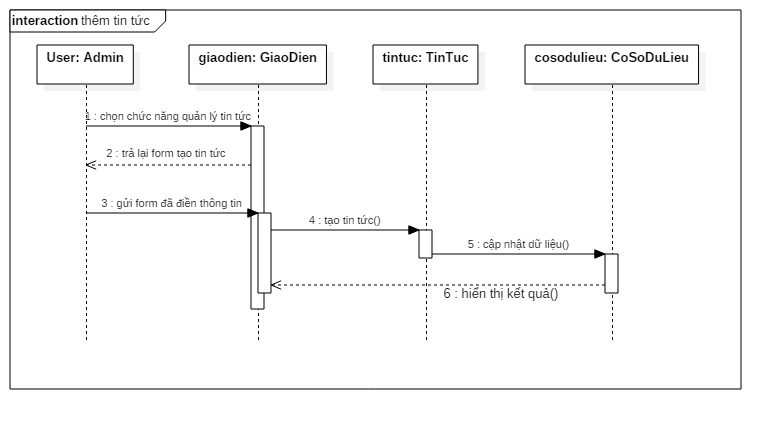 interaction thêm tin tức
User: Admin
giaodien: GiaoDien
tintuc: TinTuc
cosodulieu: CoSoDuLieu
1 : chọn chức năng quản lý tin tức
2 : trả lại form tạo tin tức
3 : gửi form đã điền thông tin
4 : tạo tin tức()
5 : cập nhật dữ liệu()
6 : hiển thị kết quả()